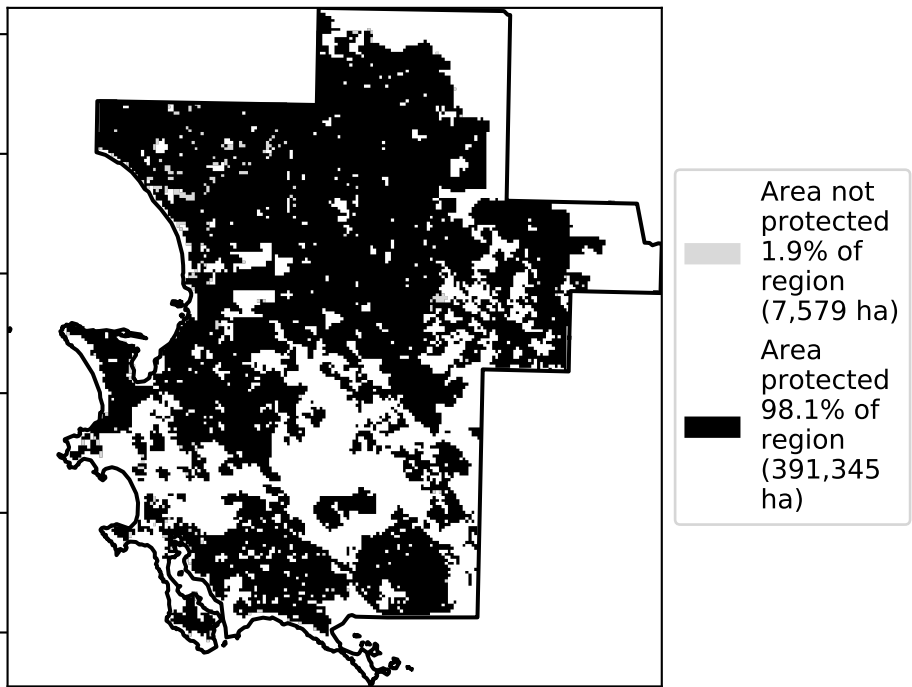 Area not
protected
1.9% of
region
(7,579 ha)
Area
protected
98.1% of
region
(391,345
ha)